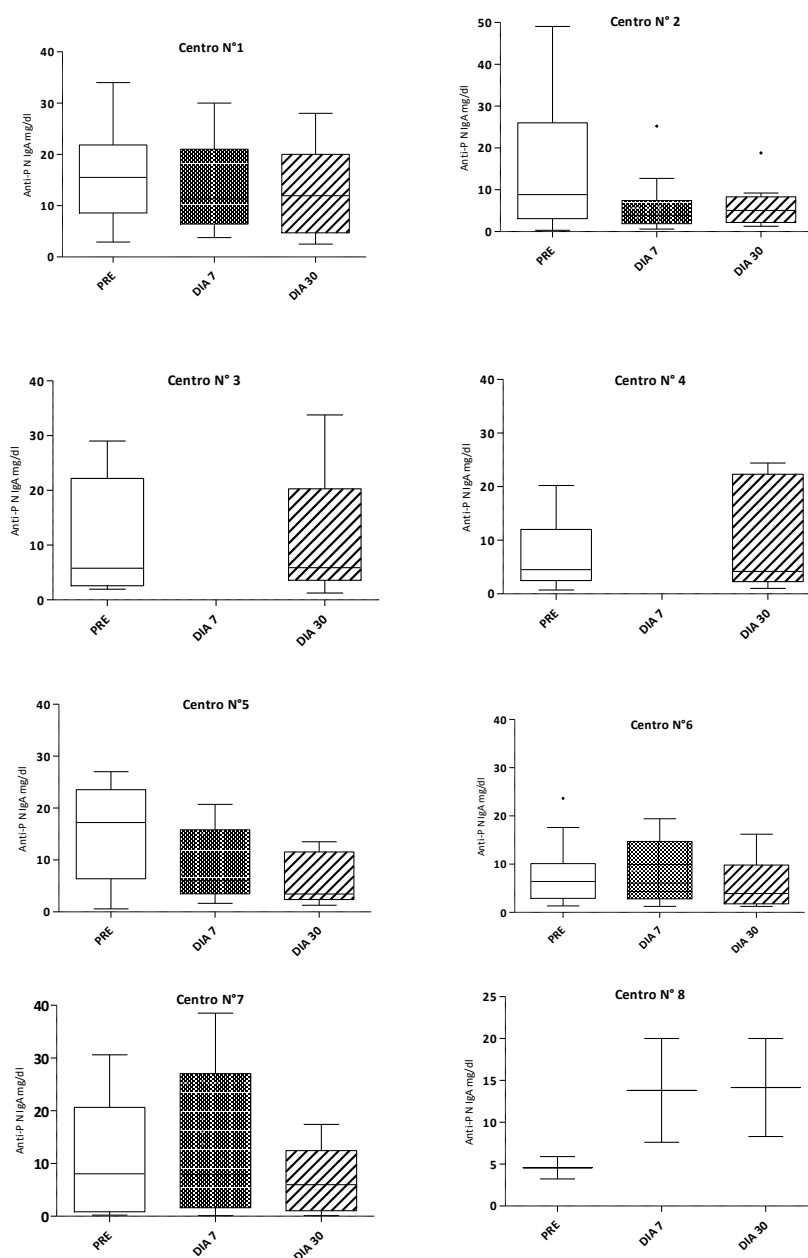 Centro N°1
Anti-P N IgA mg/dl
40
30
20
10
0
PRE
DIA 7
DIA 30
Centro N° 2
Anti-P N IgA mg/dl
50
40
30
20
10
0
PRE
DIA 7
DIA 30
Centro N° 3
Anti-P N IgA mg/dl
40
30
20
10
0
PRE
DIA 7
DIA 30
Centro N° 4
Anti-P N IgA mg/dl
40
30
20
10
0
PRE
DIA 7
DIA 30
Centro N°5
Anti-P N IgA mg/dl
40
30
20
10
0
PRE
DIA 7
DIA 30
Centro N°6
Anti-P N IgA mg/dl
40
30
20
10
0
PRE
DIA 7
DIA 30
Centro N°7
Anti-P N IgA mg/dl
40
30
20
10
0
PRE
DIA 7
DIA 30
Centro N° 8
Anti-P N IgA mg/dl
25
20
15
10
5
0
PRE
DIA 7
DIA 30